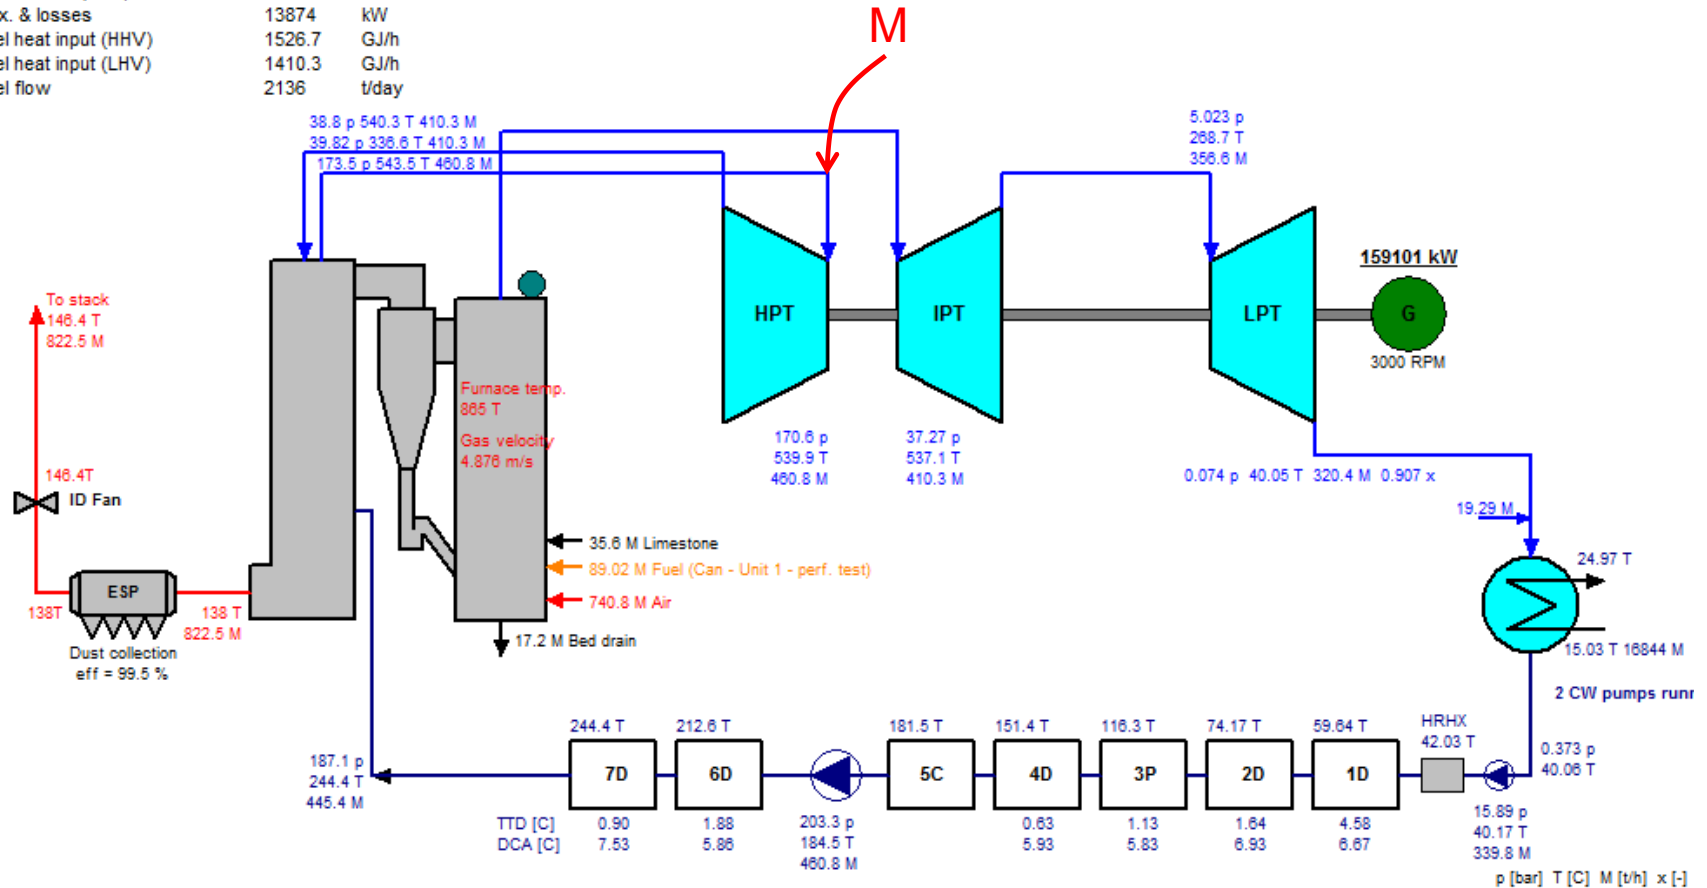 x. & losses 13874 kW
el heat input (HHV) 1526.7 GJ/h
el heat input (LHV) 1410.3 GJ/h
el flow 2136 t/day
M
38.8 p 540.3 T 410.3 M
39.82 p 336.6 T 410.3 M
173.5 p 543.5 T 460.8 M
5.023 p
268.7 T
356.6 M
159101 kW
HPT
IPT
LPT
G
3000 RPM
To stack
146.4 T
822.5 M
Furnace temp.
865 T
Gas velocity
4.876 m/s
170.6 p
539.9 T
460.8 M
37.27 p
537.1 T
410.3 M
0.074 p 40.05 T 320.4 M 0.907 x
19.29 M
146.4T
ID Fan
35.6 M Limestone
89.02 M Fuel (Can - Unit 1 - perf. test)
740.8 M Air
17.2 M Bed drain
24.97 T
15.03 T 16844 M
2 CW pumps runn
ESP
138T
138 T
822.5 M
Dust collection
eff = 99.5 %
187.1 p
244.4 T
445.4 M
244.4 T
212.6 T
181.5 T
151.4 T
116.3 T
74.17 T
59.64 T
HRHX
42.03 T
0.373 p
40.06 T
7D
6D
5C
4D
3P
2D
1D
TTD [C] 0.90 1.88 0.63 1.13 1.64 4.58
DCA [C] 7.53 5.86 5.93 5.83 6.93 6.67
203.3 p
184.5 T
460.8 M
15.89 p
40.17 T
339.8 M
p [bar] T [C] M [t/h] x [-]